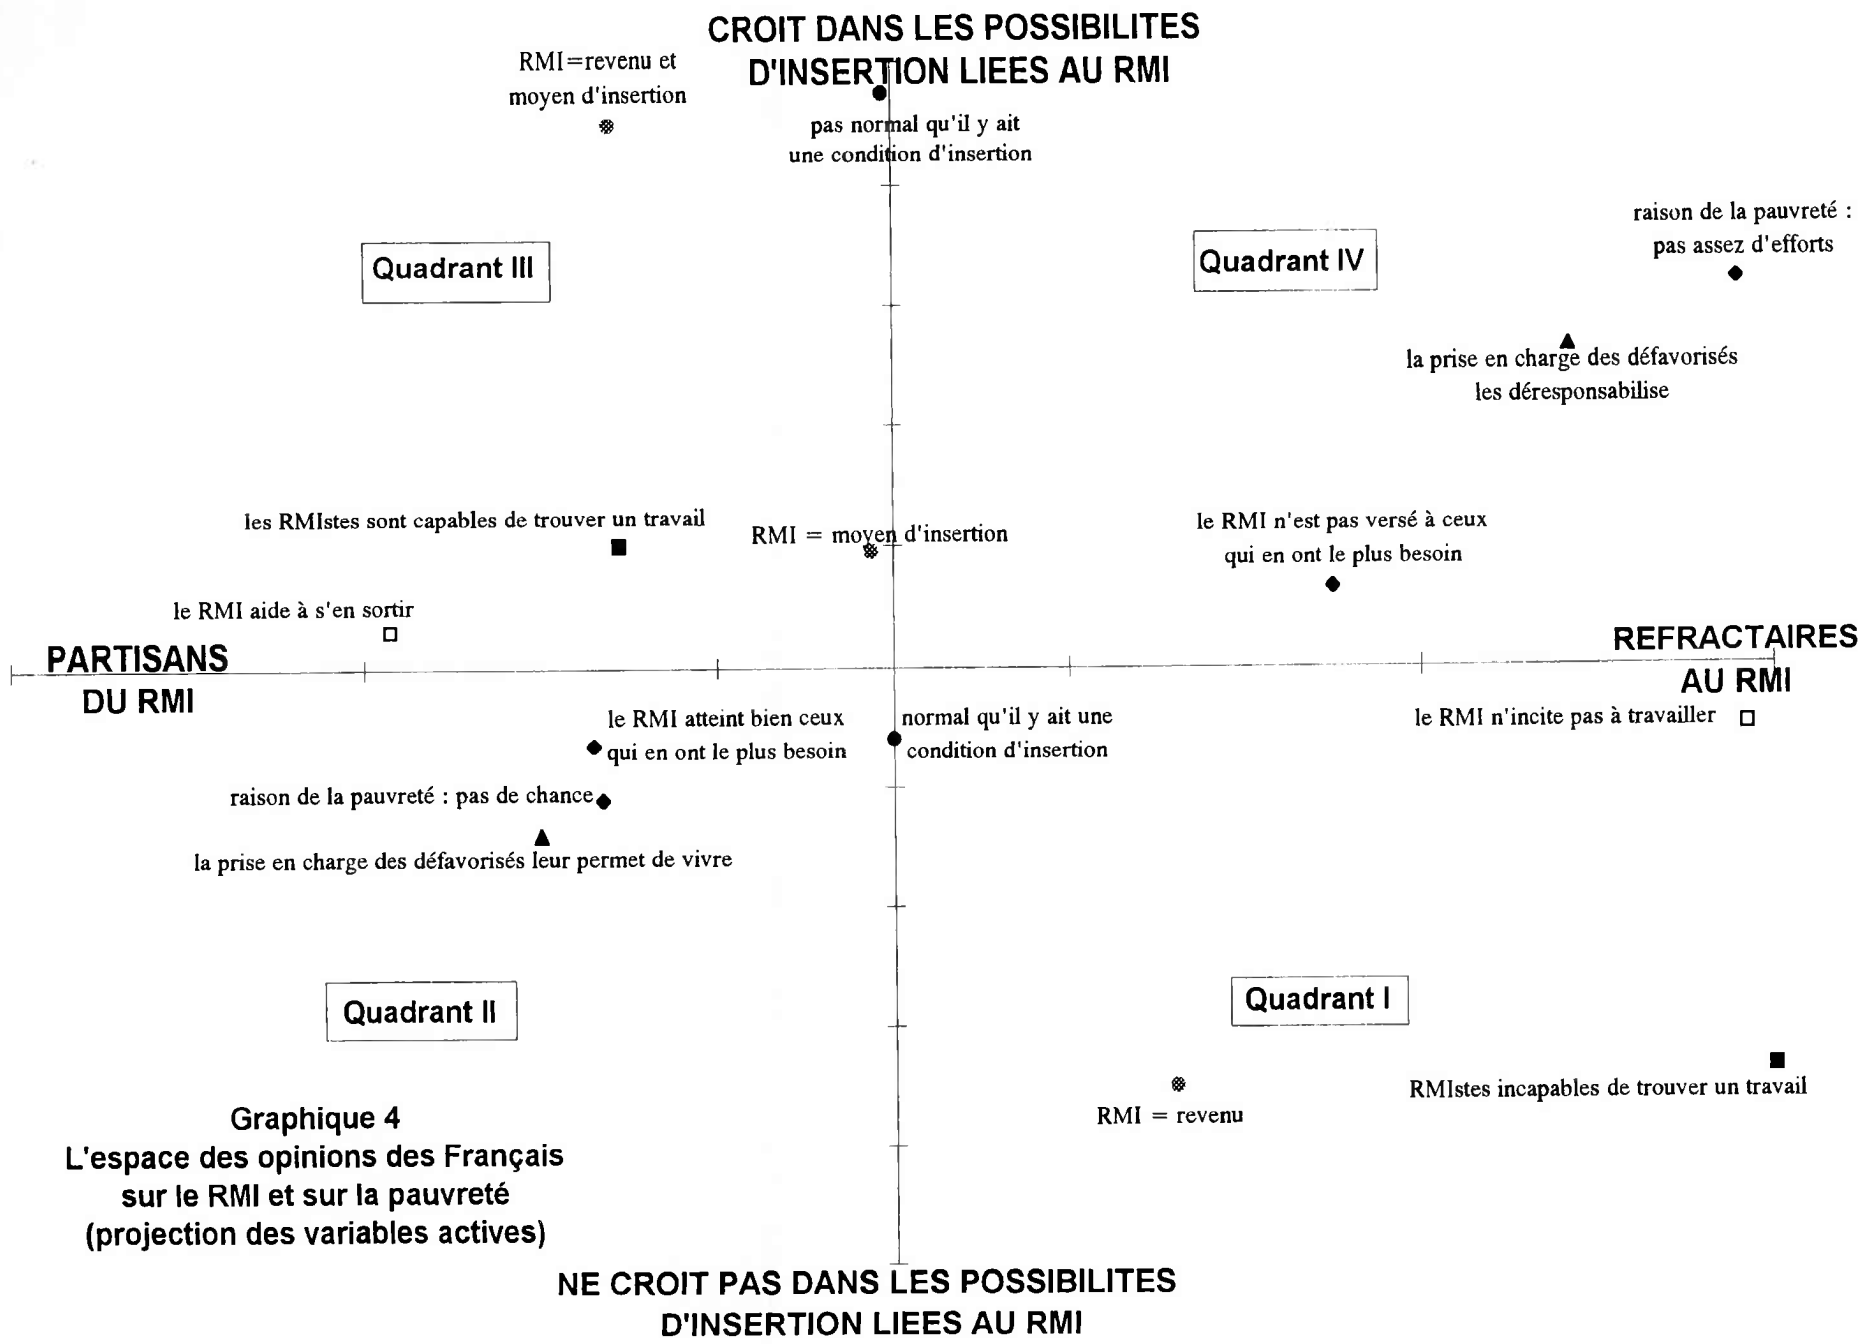 CROIT DANS LES POSSIBILITES
D'INSERTION LIEES AU RMI
RMI=revenu et
moyen d'insertion
pas normal qu'il y ait
une condition d'insertion
raison de la pauvreté :
pas assez d'efforts
Quadrant III
Quadrant IV
la prise en charge des défavorisés
les déresponsabilise
les RMIstes sont capables de trouver un travail
RMI = moyen d'insertion
le RMI n'est pas versé à ceux
qui en ont le plus besoin
le RMI aide à s'en sortir
PARTISANS
DU RMI
REFRACTAIRES
AU RMI
le RMI atteint bien ceux
qui en ont le plus besoin
normal qu'il y ait une
condition d'insertion
le RMI n'incite pas à travailler
raison de la pauvreté : pas de chance
la prise en charge des défavorisés leur permet de vivre
Quadrant II
Quadrant I
RMIstes incapables de trouver un travail
RMI = revenu
Graphique 4
L'espace des opinions des Français
sur le RMI et sur la pauvreté
(projection des variables actives)
NE CROIT PAS DANS LES POSSIBILITES
D'INSERTION LIEES AU RMI